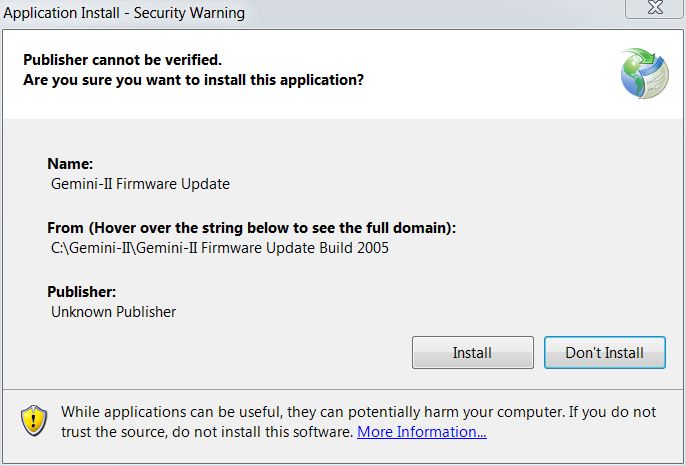 Application Install - Security Warning
Publisher cannot be verified.
Are you sure you want to install this application?
Name:
Gemini-II Firmware Update
From (Hover over the string below to see the full domain):
C:\Gemini-II\Gemini-II Firmware Update Build 2005
Publisher:
Unknown Publisher
Install
Don't Install
While applications can be useful, they can potentially harm your computer. If you do not
trust the source, do not install this software. More Information...